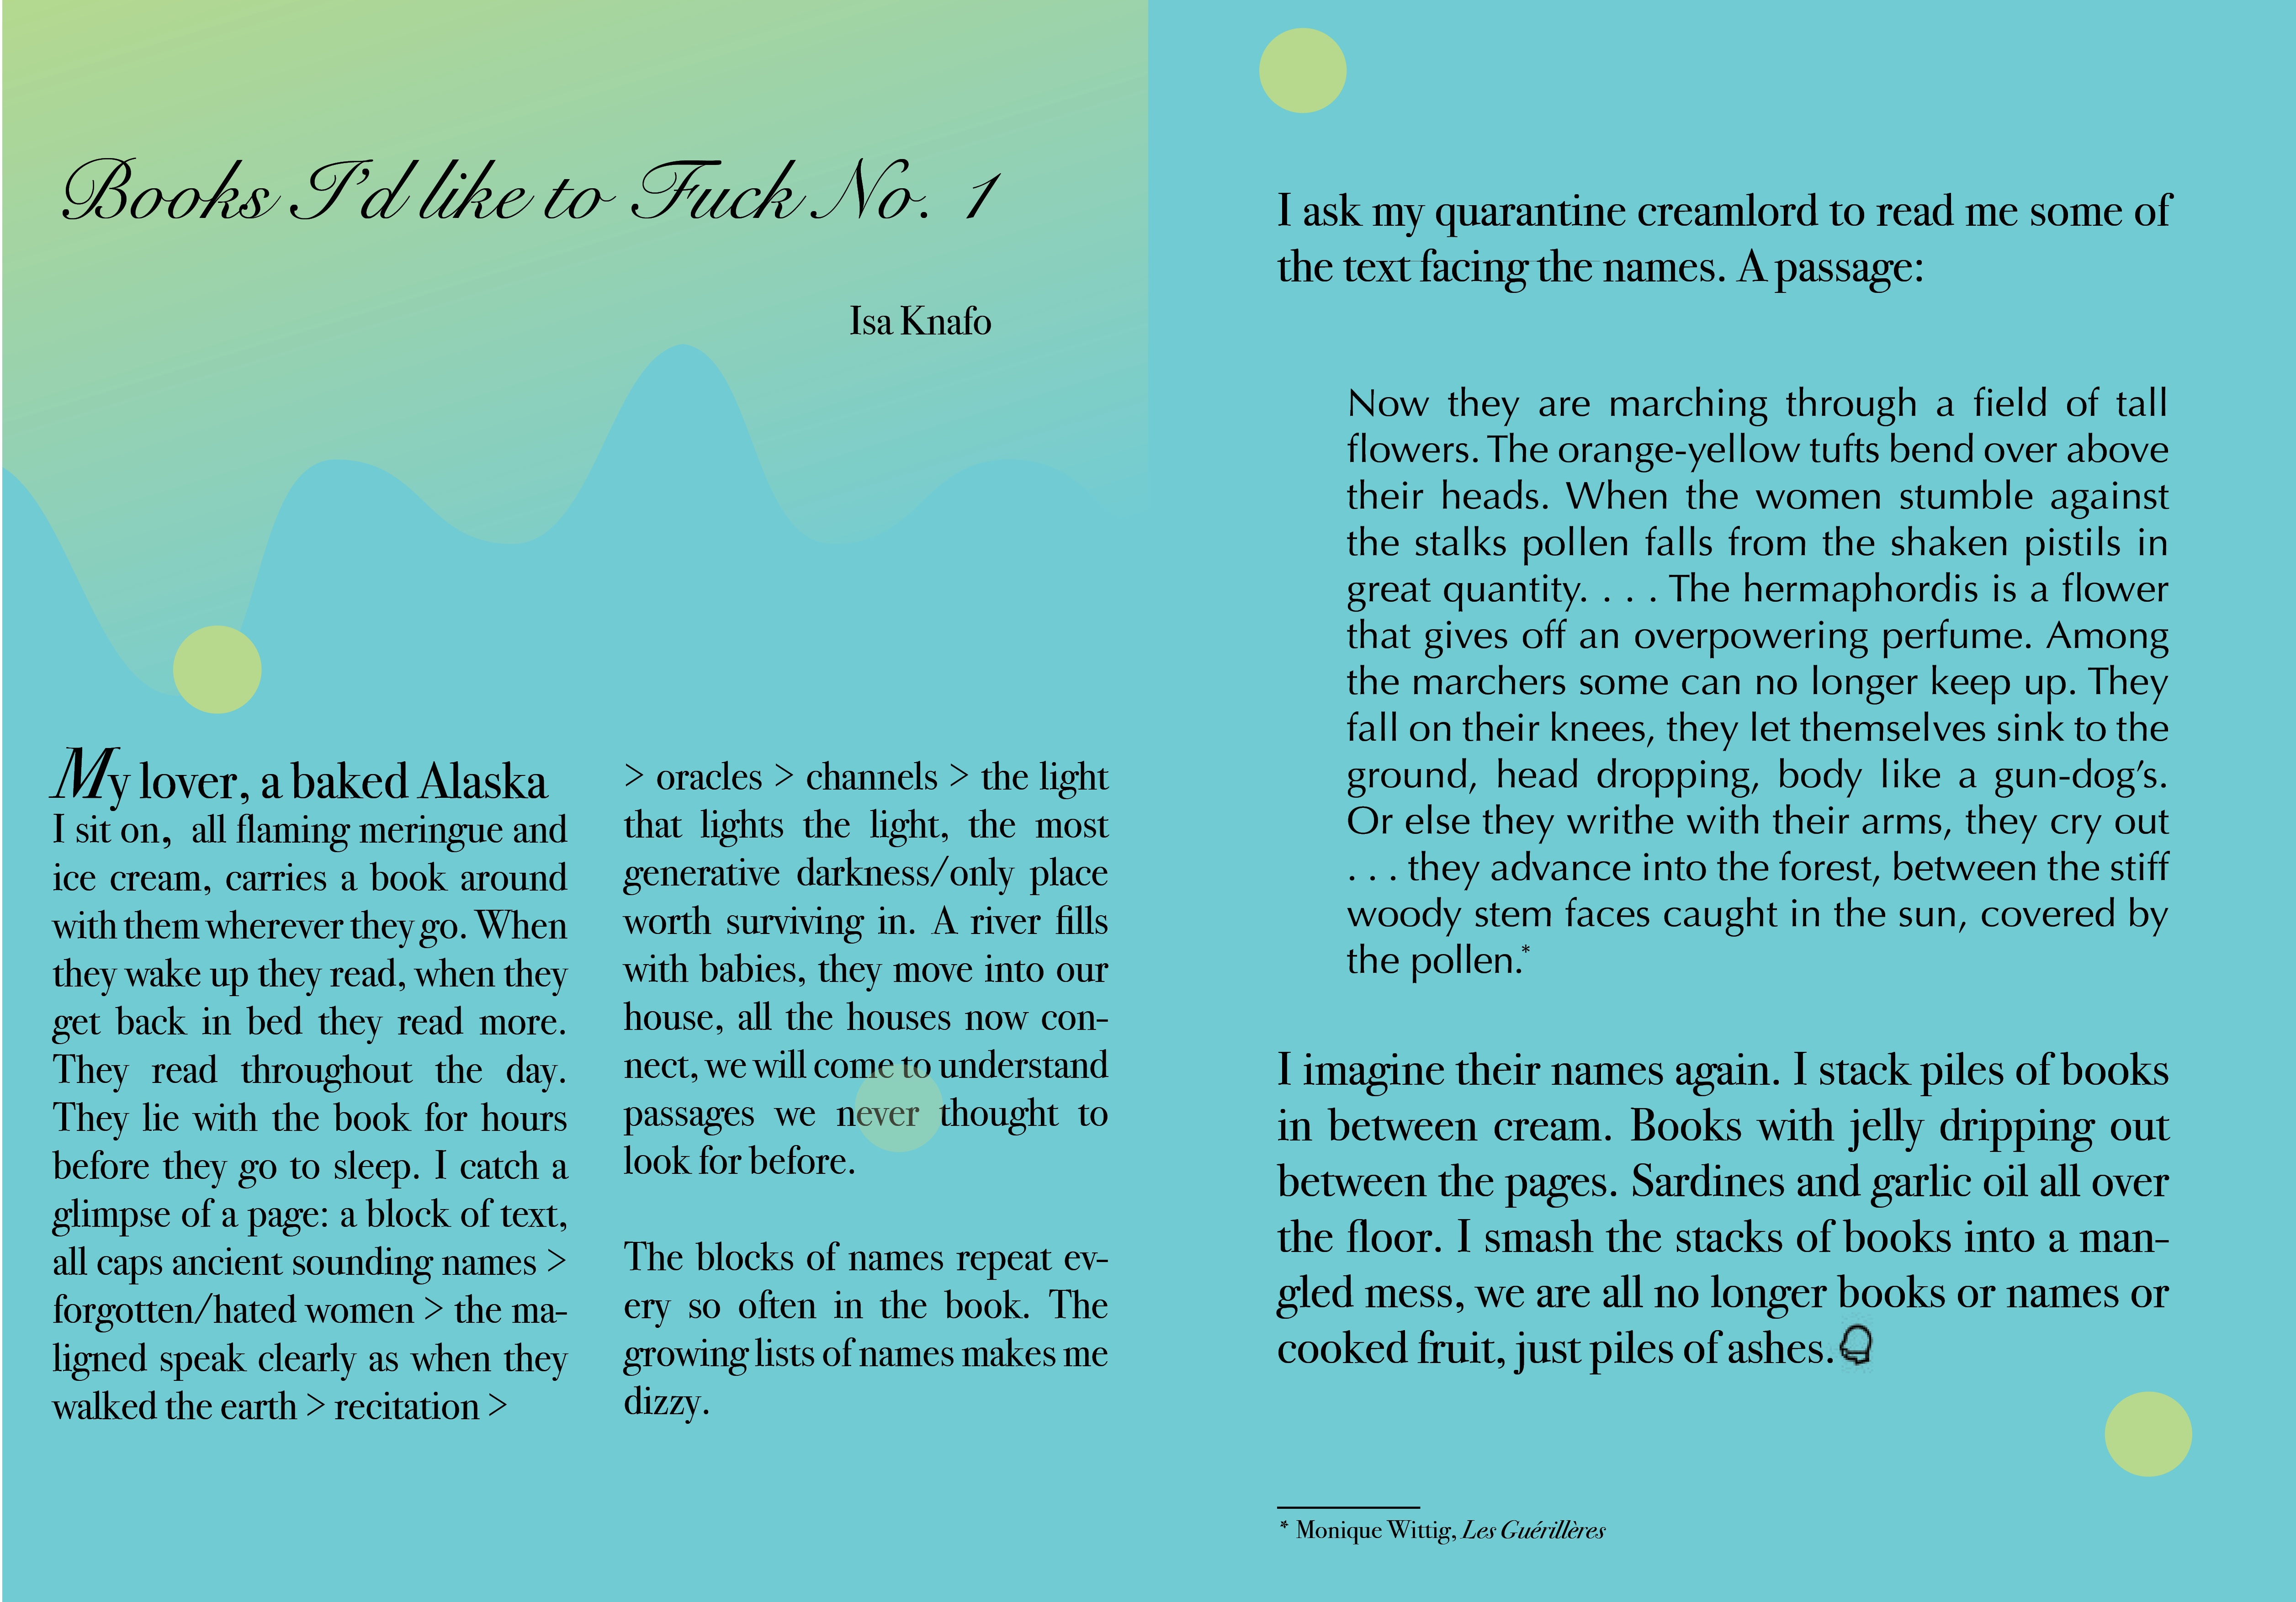 Books I'd like to Fuck No. 1
Isa Knafo
My lover, a baked Alaska
I sit on, all flaming meringue and
ice cream, carries a book around
with them wherever they go. When
they wake up they read, when they
get back in bed they read more.
They read throughout the day.
They lie with the book for hours
before they go to sleep. I catch a
glimpse of a page: a block of text,
all caps ancient sounding names >
forgotten/hated women > the ma-
ligned speak clearly as when they
walked the earth > recitation >
> oracles > channels > the light
that lights the light, the most
generative darkness/only place
worth surviving in. A river fills
with babies, they move into our
house, all the houses now con-
nect, we will come to understand
passages we never thought to
look for before.
The blocks of names repeat ev-
ery so often in the book. The
growing lists of names makes me
dizzy.
I ask my quarantine creamlord to read me some of
the text facing the names. A passage:
Now they are marching through a field of tall
flowers. The orange-yellow tufts bend over above
their heads. When the women stumble against
the stalks pollen falls from the shaken pistils in
great quantity. . . . The hermaphordis is a flower
that gives off an overpowering perfume. Among
the marchers some can no longer keep up. They
fall on their knees, they let themselves sink to the
ground, head dropping, body like a gun-dog's.
Or else they writhe with their arms, they cry out
. . . they advance into the forest, between the stiff
woody stem faces caught in the sun, covered by
the pollen.*
I imagine their names again. I stack piles of books
in between cream. Books with jelly dripping out
between the pages. Sardines and garlic oil all over
the floor. I smash the stacks of books into a man-
gled mess, we are all no longer books or names or
cooked fruit, just piles of ashes.
* Monique Wittig, Les Guérillères